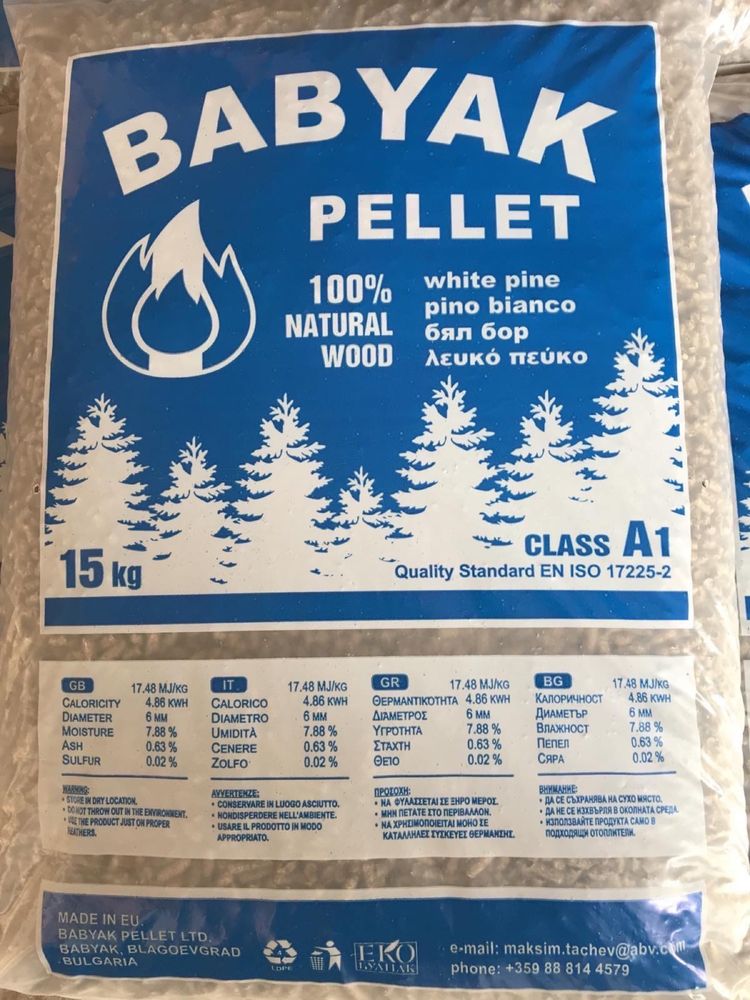 BABYAK
PELLET
100%
NATURAL
WOOD
white pine
pino bianco
бял бор
λευκό πεύκο
15 kg
CLASS A1
Quality Standard EN ISO 17225-2
GB 17.48 MJ/KG
CALORICITY 4.86 KWH
DIAMETER 6 MM
MOISTURE 7.88 %
ASH 0.63 %
SULFUR 0.02 %
WARNING:
• STORE IN DRY LOCATION.
• DO NOT THROW OUT IN THE ENVIRONMENT.
• USE THE PRODUCT JUST ON PROPER
HEATHERS.
IT 17.48 MJ/KG
CALORICO 4.86 KWH
DIAMETRO 6 MM
UMIDITÀ 7.88 %
CENERE 0.63 %
ZOLFO 0.02 %
AVVERTENZE:
• CONSERVARE IN LUOGO ASCIUTTO.
• NONDISPERDERE NELL'AMBIENTE.
• USARE IL PRODOTTO IN MODO
APPROPRIATO.
GR 17.48 MJ/KG
ΘΕΡΜΑΝΤΙΚΌΤΗΤΑ 4.86 KWH
ΔΙΆΜΕΤΡΟΣ 6 MM
ΥΓΡΌΤΗΤΑ 7.88 %
ΣΤΆΧΤΗ 0.63 %
ΘΕΊΟ 0.02 %
ΠΡΟΣΟΧΗ:
• ΝΑ ΦΥΛΑΣΣΕΤΑΙ ΣΕ ΞΗΡΟ ΜΕΡΟΣ.
• ΜΗΝ ΠΕΤΑΤΕ ΣΤΟ ΠΕΡΙΒΑΛΛΟΝ.
• ΝΑ ΧΡΗΣΙΜΟΠΟΙΕΙΤΑΙ ΜΟΝΟ ΣΕ
ΚΑΤΑΛΛΗΛΕΣ ΣΥΣΚΕΥΕΣ ΘΕΡΜΑΝΣΗΣ.
BG 17.48 MJ/KG
КАЛОРИЧНОСТ 4.86 KWH
ДИАМЕТЪР 6 MM
ВЛАЖНОСТ 7.88 %
ПЕПЕЛ 0.63 %
СЯРА 0.02 %
ВНИМАНИЕ:
• ДА СЕ СЪХРАНЯВА НА СУХО МЯСТО.
• ДА НЕ СЕ ИЗХВЪРЛЯ В ОКОЛНАТА СРЕДА.
• ИЗПОЛЗВАЙТЕ ПРОДУКТА САМО В
ПОДХОДЯЩИ ОТОПЛИТЕЛИ.
MADE IN EU.
BABYAK PELLET LTD.
BABYAK, BLAGOEVGRAD
BULGARIA
4
LDPE
EKO
БУЛПАК
e-mail: maksim.tachev@abv.com
phone: +359 88 814 4579